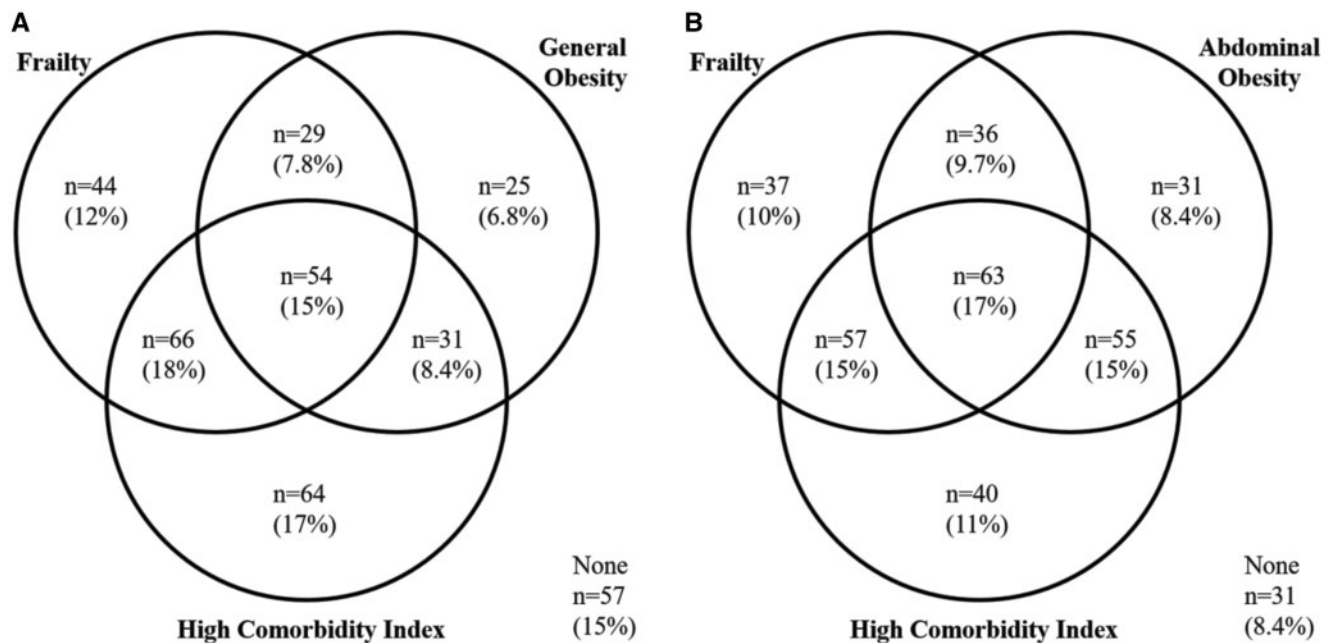 A
Frailty
General
Obesity
n=29
(7.8%)
n=44
(12%)
n=25
(6.8%)
n=54
(15%)
n=66
(18%)
n=31
(8.4%)
n=64
(17%)
None
n=57
(15%)
High Comorbidity Index
B
Frailty
Abdominal
Obesity
n=36
(9.7%)
n=37
(10%)
n=31
(8.4%)
n=63
(17%)
n=57
(15%)
n=55
(15%)
n=40
(11%)
None
n=31
(8.4%)
High Comorbidity Index